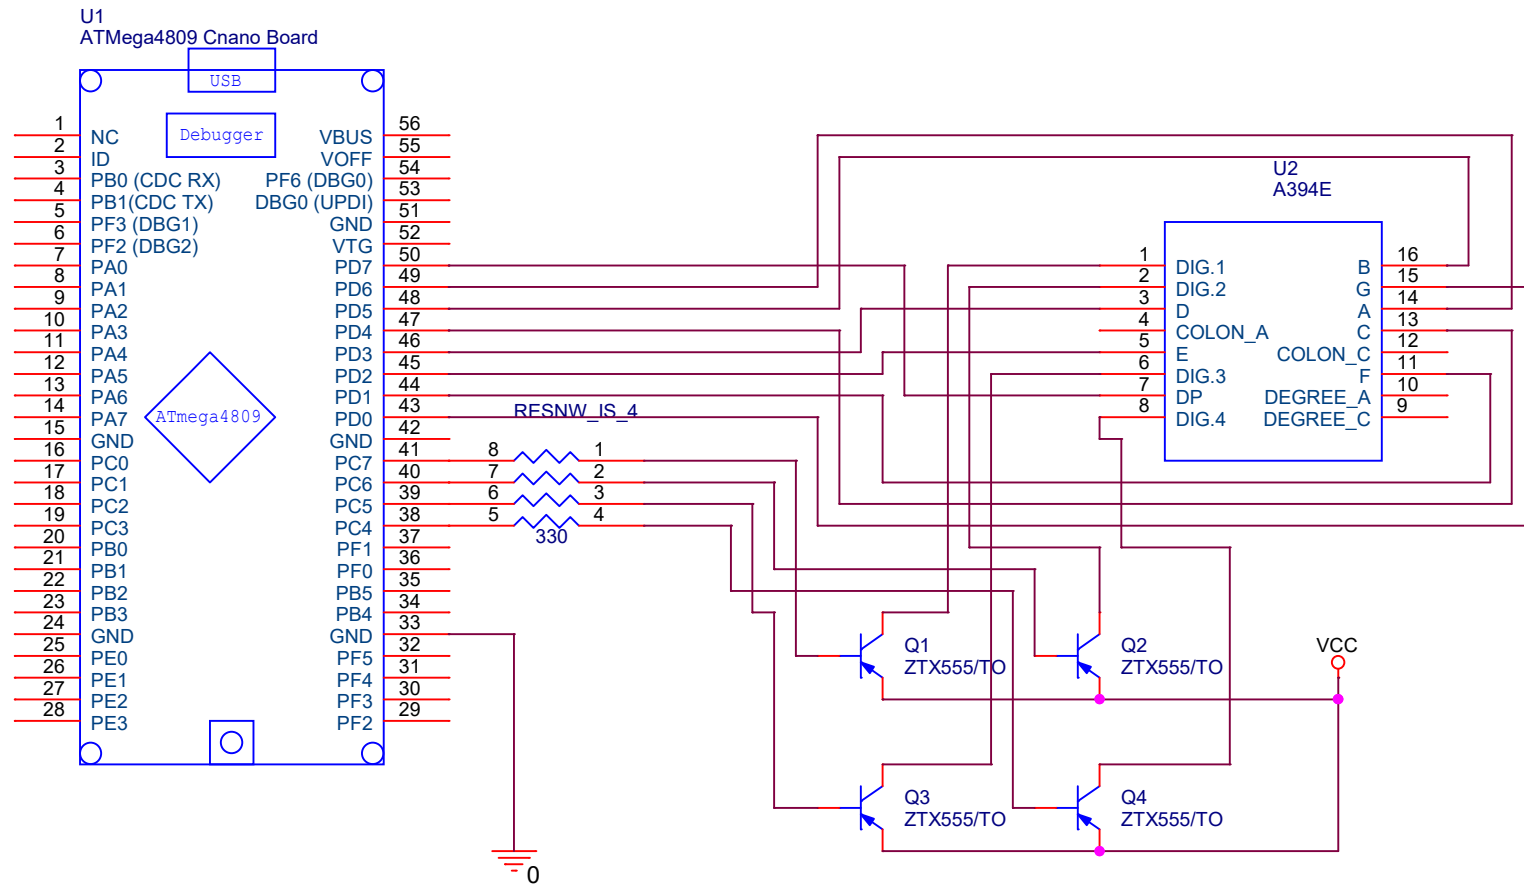 U1
ATMega4809 Cnano Board
USB
Debugger
ATmega4809
1 NC
2 ID
3 PB0 (CDC RX)
4 PB1(CDC TX)
5 PF3 (DBG1)
6 PF2 (DBG2)
7 PA0
8 PA1
9 PA2
10 PA3
11 PA4
12 PA5
13 PA6
14 PA7
15 GND
16 PC0
17 PC1
18 PC2
19 PC3
20 PB0
21 PB1
22 PB2
23 PB3
24 GND
25 PE0
26 PE1
27 PE2
28 PE3
VBUS 56
VOFF 55
PF6 (DBG0) 54
DBG0 (UPDI) 53
GND 51
VTG 52
PD7 50
PD6 49
PD5 48
PD4 47
PD3 46
PD2 45
PD1 44
PD0 43
GND 42
PC7 41
PC6 40
PC5 39
PC4 38
PF1 37
PF0 36
PB5 35
PB4 34
GND 33
PF5 32
PF4 31
PF3 30
PF2 29
RESNW_IS_4
8 1
7 2
6 3
5 4
330
0
U2
A394E
1 DIG.1
2 DIG.2
3 D
4 COLON_A
5 E
6 DIG.3
7 DP
8 DIG.4
B 16
G 15
A 14
C 13
COLON_C 12
F 11
DEGREE_A 10
DEGREE_C 9
Q1
ZTX555/TO
Q2
ZTX555/TO
VCC
Q3
ZTX555/TO
Q4
ZTX555/TO